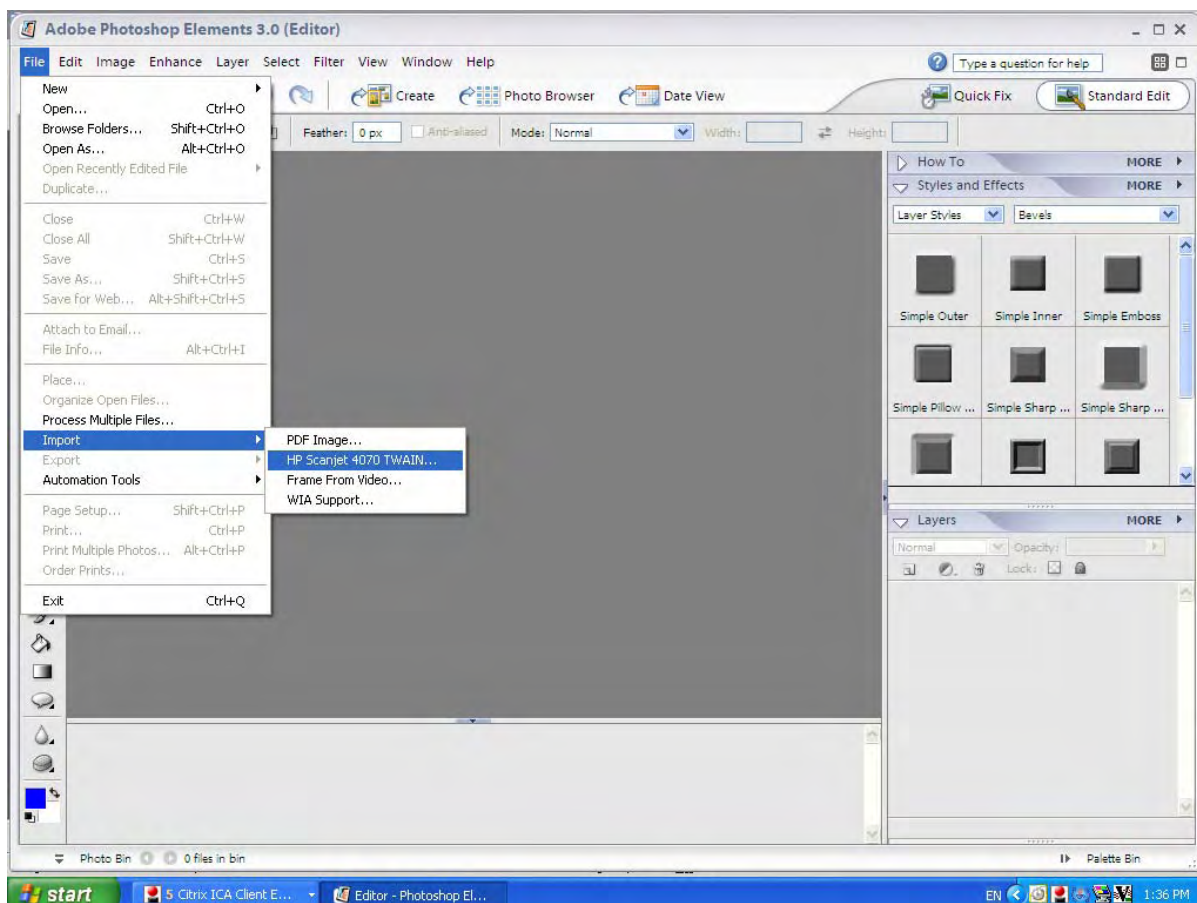 Adobe Photoshop Elements 3.0 (Editor)
File Edit Image Enhance Layer Select Filter View Window Help
Type a question for help
New
Open... Ctrl+O
Browse Folders... Shift+Ctrl+O
Open As... Alt+Ctrl+O
Open Recently Edited File
Duplicate...
Close Ctrl+W
Close All Shift+Ctrl+W
Save Ctrl+S
Save As... Shift+Ctrl+S
Save for Web... Alt+Shift+Ctrl+S
Attach to Email...
File Info... Alt+Ctrl+I
Place...
Organize Open Files...
Process Multiple Files...
Import
Export
Automation Tools
Page Setup... Shift+Ctrl+P
Print... Ctrl+P
Print Multiple Photos... Alt+Ctrl+P
Order Prints...
Exit Ctrl+Q
PDF Image...
HP Scanjet 4070 TWAIN...
Frame From Video...
WIA Support...
Create Photo Browser Date View
Quick Fix Standard Edit
Feather: 0 px Anti-aliased Mode: Normal Width: Height:
How To MORE
Styles and Effects MORE
Layer Styles Bevels
Simple Outer Simple Inner Simple Emboss
Simple Pillow ... Simple Sharp ... Simple Sharp ...
Layers MORE
Normal Opacity:
Lock:
Photo Bin 0 files in bin
Palette Bin
start 5 Citrix ICA Client E... Editor - Photoshop El... EN 1:36 PM